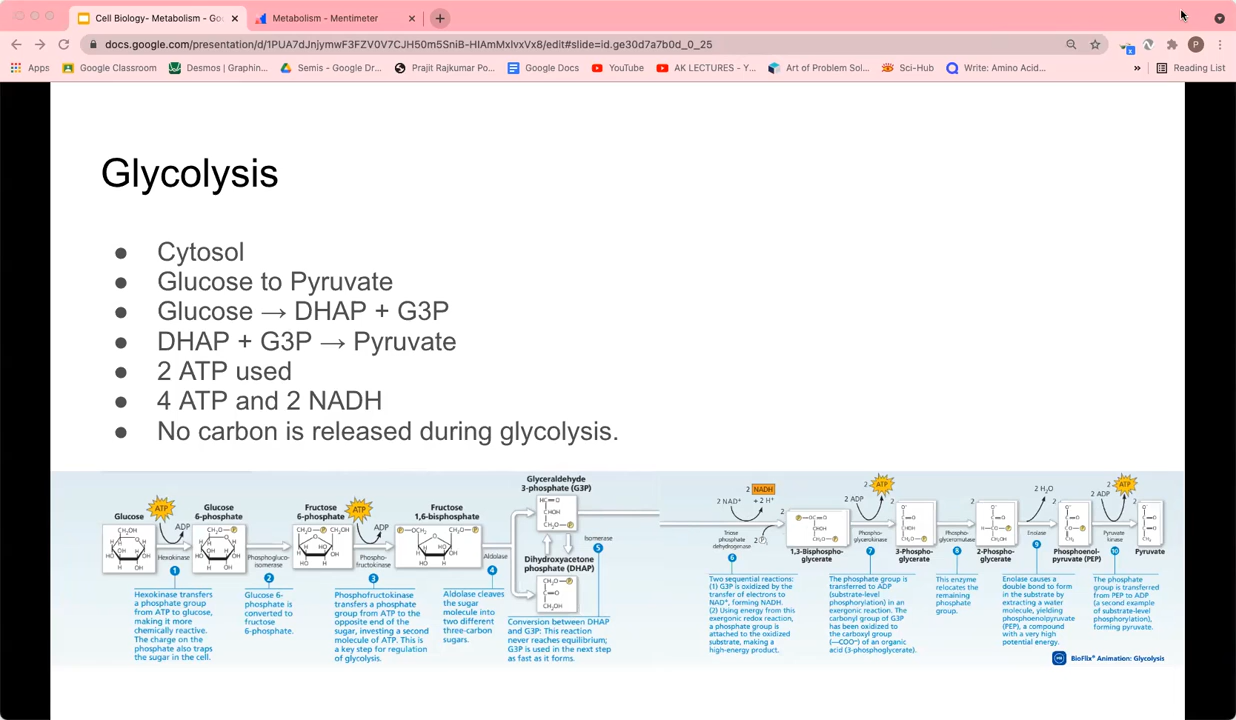 Cell Biology- Metabolism - Go
Metabolism - Mentimeter
docs.google.com/presentation/d/1PUA7dJnjymwF3FZV0V7CJH50m5SniB-HIAmMxIvxVx8/edit#slide=id.ge30d7a7b0d_0_25
P
Apps
Google Classroom
Desmos | Graphin...
Semis - Google Dr...
Prajit Rajkumar Po...
Google Docs
YouTube
AK LECTURES - Y...
Art of Problem Sol...
Sci-Hub
Write: Amino Acid...
»
Reading List
Glycolysis
● Cytosol
● Glucose to Pyruvate
● Glucose → DHAP + G3P
● DHAP + G3P → Pyruvate
● 2 ATP used
● 4 ATP and 2 NADH
● No carbon is released during glycolysis.
Glucose
ATP
ADP
Hexokinase
1
Hexokinase transfers
a phosphate group
from ATP to glucose,
making it more
chemically reactive.
The charge on the
phosphate also traps
the sugar in the cell.
Glucose
6-phosphate
Phosphogluco-
isomerase
2
Glucose 6-
phosphate is
converted to
fructose
6-phosphate.
Fructose
6-phosphate
ATP
ADP
Phospho-
fructokinase
3
Phosphofructokinase
transfers a phosphate
group from ATP to the
opposite end of the
sugar, investing a second
molecule of ATP. This is
a key step for regulation
of glycolysis.
Fructose
1,6-bisphosphate
Aldolase
4
Aldolase cleaves
the sugar
molecule into
two different
three-carbon
sugars.
Glyceraldehyde
3-phosphate (G3P)
Isomerase
5
Dihydroxyacetone
phosphate (DHAP)
Conversion between DHAP
and G3P: This reaction
never reaches equilibrium;
G3P is used in the next step
as fast as it forms.
2 NADH
2 NAD⁺
+ 2 H⁺
Triose
phosphate
dehydrogenase
2 P
6
Two sequential reactions:
(1) G3P is oxidized by the
transfer of electrons to
NAD⁺, forming NADH.
(2) Using energy from this
exergonic redox reaction,
a phosphate group is
attached to the oxidized
substrate, making a
high-energy product.
2
1,3-Bisphospho-
glycerate
2 ADP
2 ATP
Phospho-
glycerokinase
7
The phosphate group is
transferred to ADP
(substrate-level
phosphorylation) in an
exergonic reaction. The
carbonyl group of G3P
has been oxidized to
the carboxyl group
(—COO⁻) of an organic
acid (3-phosphoglycerate).
2
3-Phospho-
glycerate
Phospho-
glyceromutase
8
This enzyme
relocates the
remaining
phosphate
group.
2
2-Phospho-
glycerate
2 H₂O
Enolase
9
Enolase causes a
double bond to form
in the substrate by
extracting a water
molecule, yielding
phosphoenolpyruvate
(PEP), a compound
with a very high
potential energy.
2
Phosphoenol-
pyruvate (PEP)
2 ADP
2 ATP
Pyruvate
kinase
10
The phosphate
group is transferred
from PEP to ADP
(a second example
of substrate-level
phosphorylation),
forming pyruvate.
2
Pyruvate
BioFlix® Animation: Glycolysis